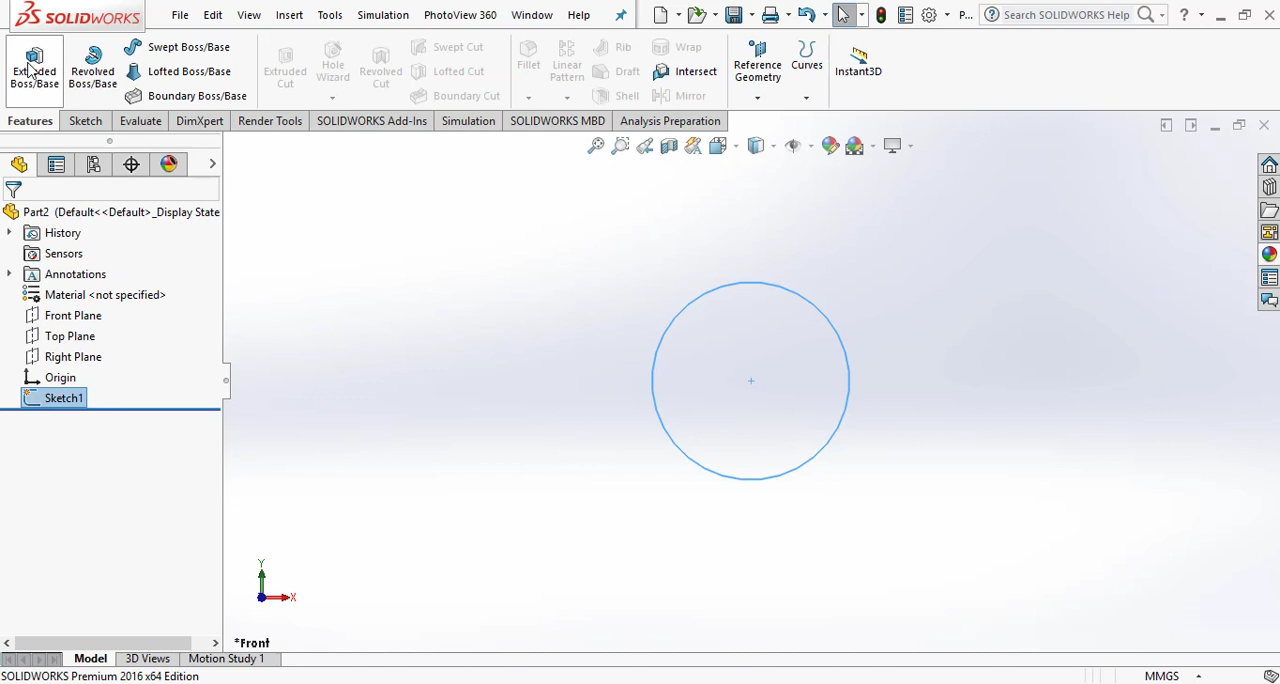 SOLIDWORKS File Edit View Insert Tools Simulation PhotoView 360 Window Help P... Search SOLIDWORKS Help ?
Extruded Boss/Base
Revolved Boss/Base
Swept Boss/Base
Lofted Boss/Base
Boundary Boss/Base
Extruded Cut
Hole Wizard
Revolved Cut
Swept Cut
Lofted Cut
Boundary Cut
Fillet
Linear Pattern
Rib
Draft
Shell
Wrap
Intersect
Mirror
Reference Geometry
Curves
Instant3D
Features Sketch Evaluate DimXpert Render Tools SOLIDWORKS Add-Ins Simulation SOLIDWORKS MBD Analysis Preparation
Part2 (Default<<Default>_Display State
History
Sensors
Annotations
Material <not specified>
Front Plane
Top Plane
Right Plane
Origin
Sketch1
Y
X
*Front
Model 3D Views Motion Study 1
SOLIDWORKS Premium 2016 x64 Edition MMGS